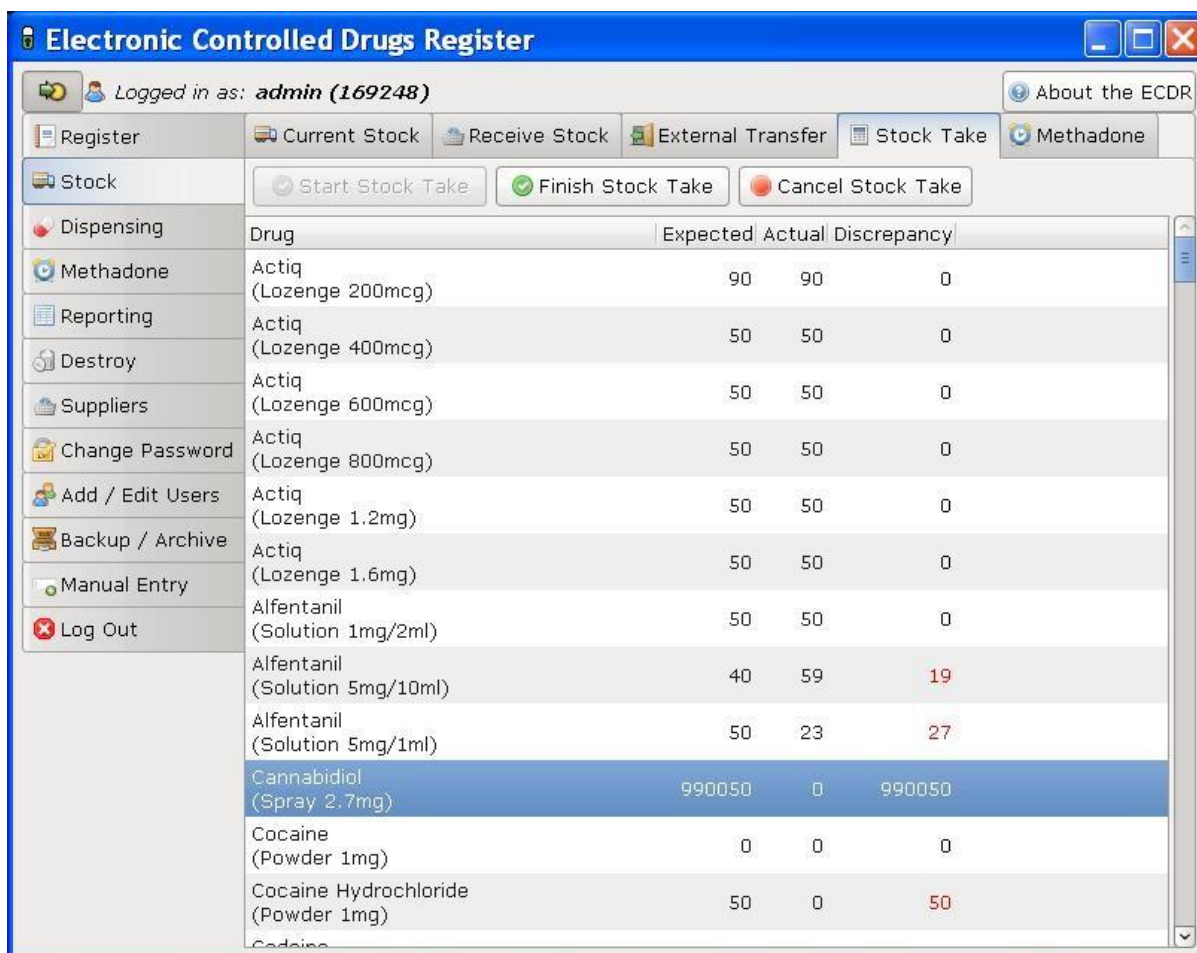 Electronic Controlled Drugs Register
Logged in as: admin (169248)
About the ECDR
Register
Stock
Dispensing
Methadone
Reporting
Destroy
Suppliers
Change Password
Add / Edit Users
Backup / Archive
Manual Entry
Log Out
Current Stock
Receive Stock
External Transfer
Stock Take
Methadone
Start Stock Take
Finish Stock Take
Cancel Stock Take
Drug Expected Actual Discrepancy
Actiq
(Lozenge 200mcg) 90 90 0
Actiq
(Lozenge 400mcg) 50 50 0
Actiq
(Lozenge 600mcg) 50 50 0
Actiq
(Lozenge 800mcg) 50 50 0
Actiq
(Lozenge 1.2mg) 50 50 0
Actiq
(Lozenge 1.6mg) 50 50 0
Alfentanil
(Solution 1mg/2ml) 50 50 0
Alfentanil
(Solution 5mg/10ml) 40 59 19
Alfentanil
(Solution 5mg/1ml) 50 23 27
Cannabidiol
(Spray 2.7mg) 990050 0 990050
Cocaine
(Powder 1mg) 0 0 0
Cocaine Hydrochloride
(Powder 1mg) 50 0 50